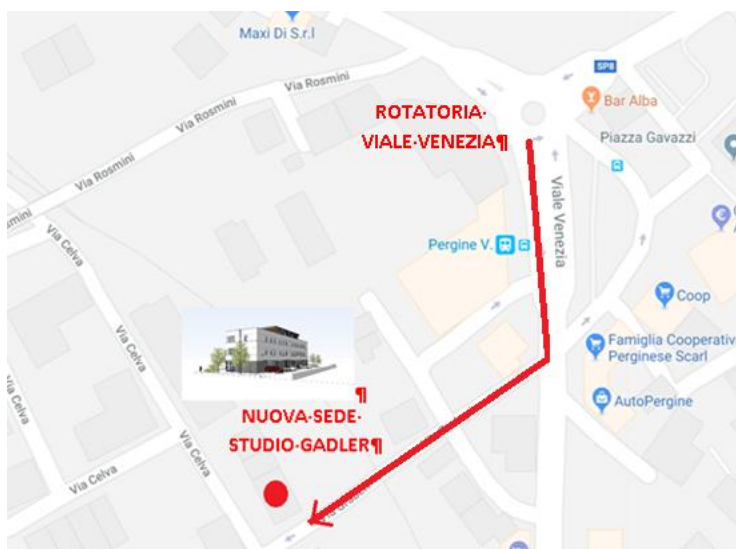 Maxi Di S.r.l
SP8
Via Rosmini
Via Rosmini
Via Rosmini
ROTATORIA·
VIALE·VENEZIA¶
Bar Alba
Piazza Gavazzi
Viale Venezia
Pergine V.
Via Celva
Via Celva
Via Celva
Via Celva
Coop
Famiglia Cooperativ
Perginese Scarl
AutoPergine
¶
NUOVA·SEDE·
STUDIO·GADLER¶